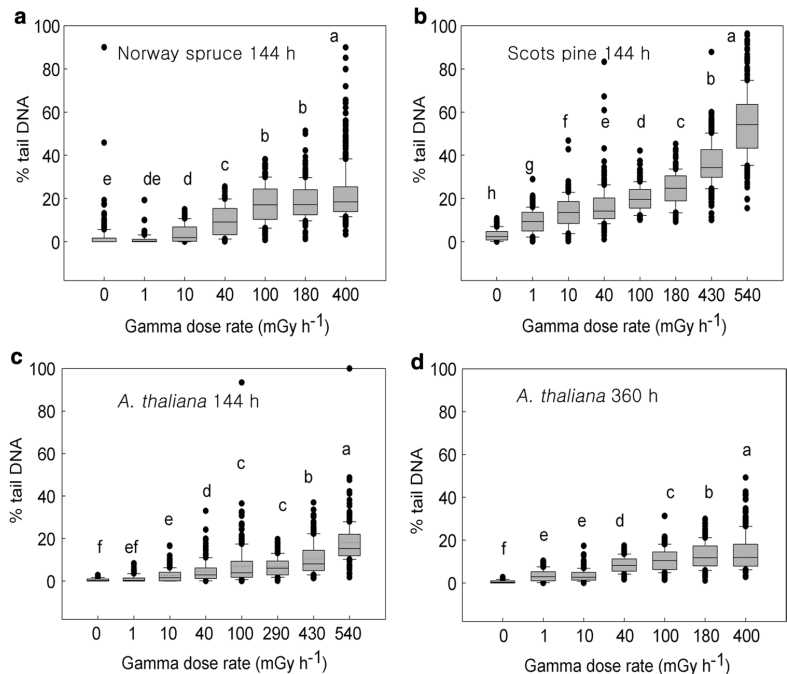 a
Norway spruce 144 h
% tail DNA
100
80
60
40
20
0
e de d c b b a
0 1 10 40 100 180 400
Gamma dose rate (mGy h⁻¹)
b
Scots pine 144 h
% tail DNA
100
80
60
40
20
0
h g f e d c b a
0 1 10 40 100 180 430 540
Gamma dose rate (mGy h⁻¹)
c
A. thaliana 144 h
% tail DNA
100
80
60
40
20
0
f ef e d c c b a
0 1 10 40 100 290 430 540
Gamma dose rate (mGy h⁻¹)
d
A. thaliana 360 h
% tail DNA
100
80
60
40
20
0
f e e d c b a
0 1 10 40 100 180 400
Gamma dose rate (mGy h⁻¹)